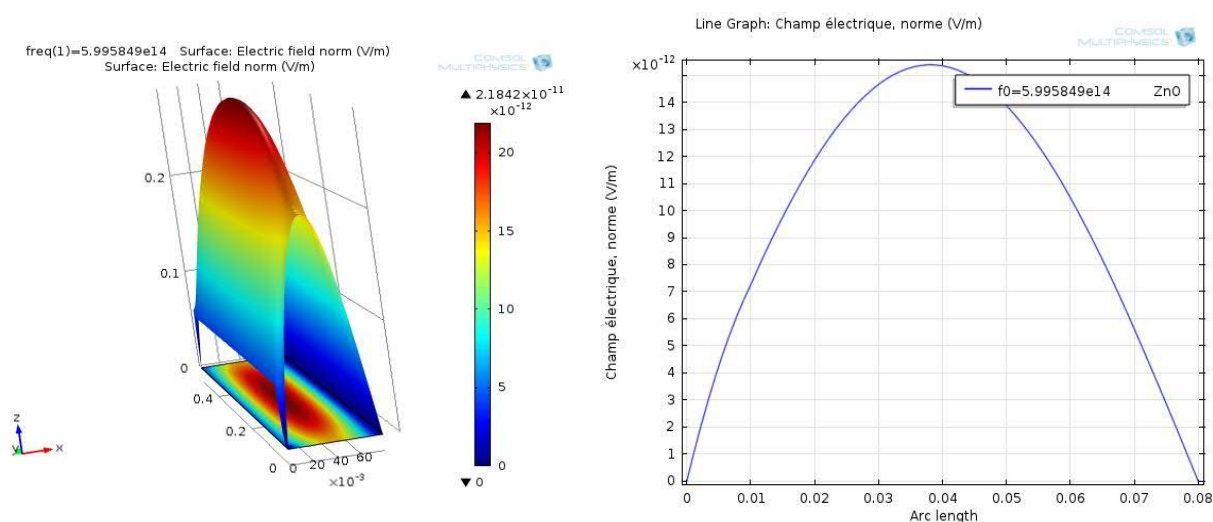 freq(1)=5.995849e14   Surface: Electric field norm (V/m)
Surface: Electric field norm (V/m)
COMSOL
MULTIPHYSICS
▲ 2.1842×10⁻¹¹
×10⁻¹²
20
15
10
5
0
▼ 0
0.2
0.1
0
0.4
0.2
0
0 20 40 60
×10⁻³
z
y
x
Line Graph: Champ électrique, norme (V/m)
COMSOL
MULTIPHYSICS
×10⁻¹²
f0=5.995849e14 ZnO
14
13
12
11
10
9
8
7
6
5
4
3
2
1
0
Champ électrique, norme (V/m)
0 0.01 0.02 0.03 0.04 0.05 0.06 0.07 0.08
Arc length